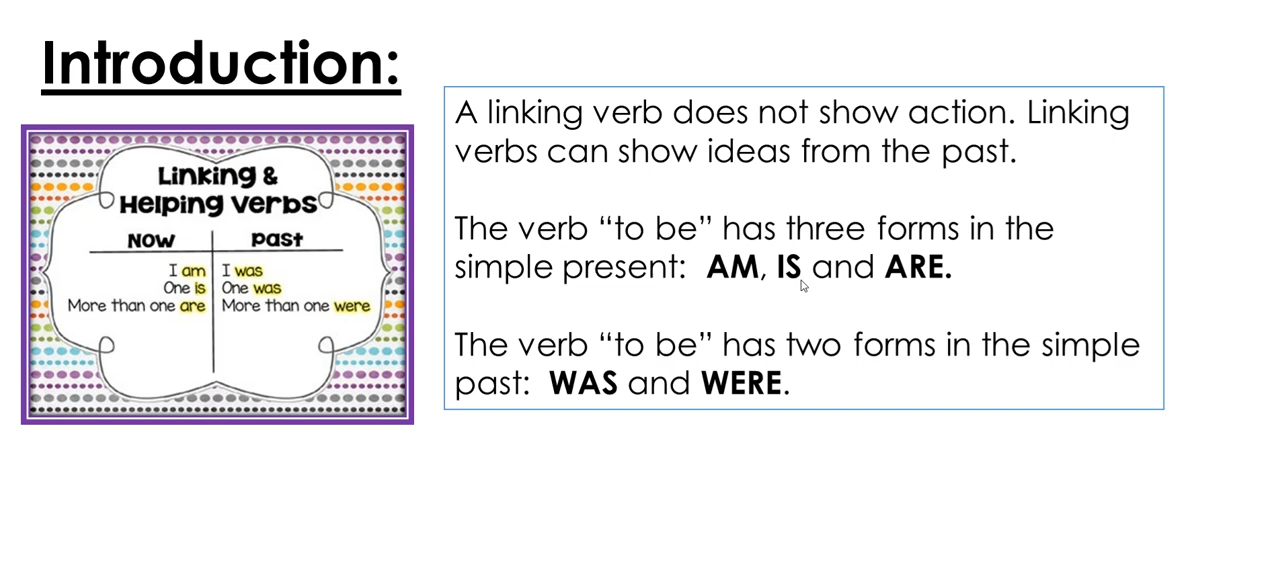 Introduction:
Linking &
Helping Verbs
Now past
I am I was
One is One was
More than one are More than one were
A linking verb does not show action. Linking
verbs can show ideas from the past.
The verb “to be” has three forms in the
simple present: AM, IS and ARE.
The verb “to be” has two forms in the simple
past: WAS and WERE.